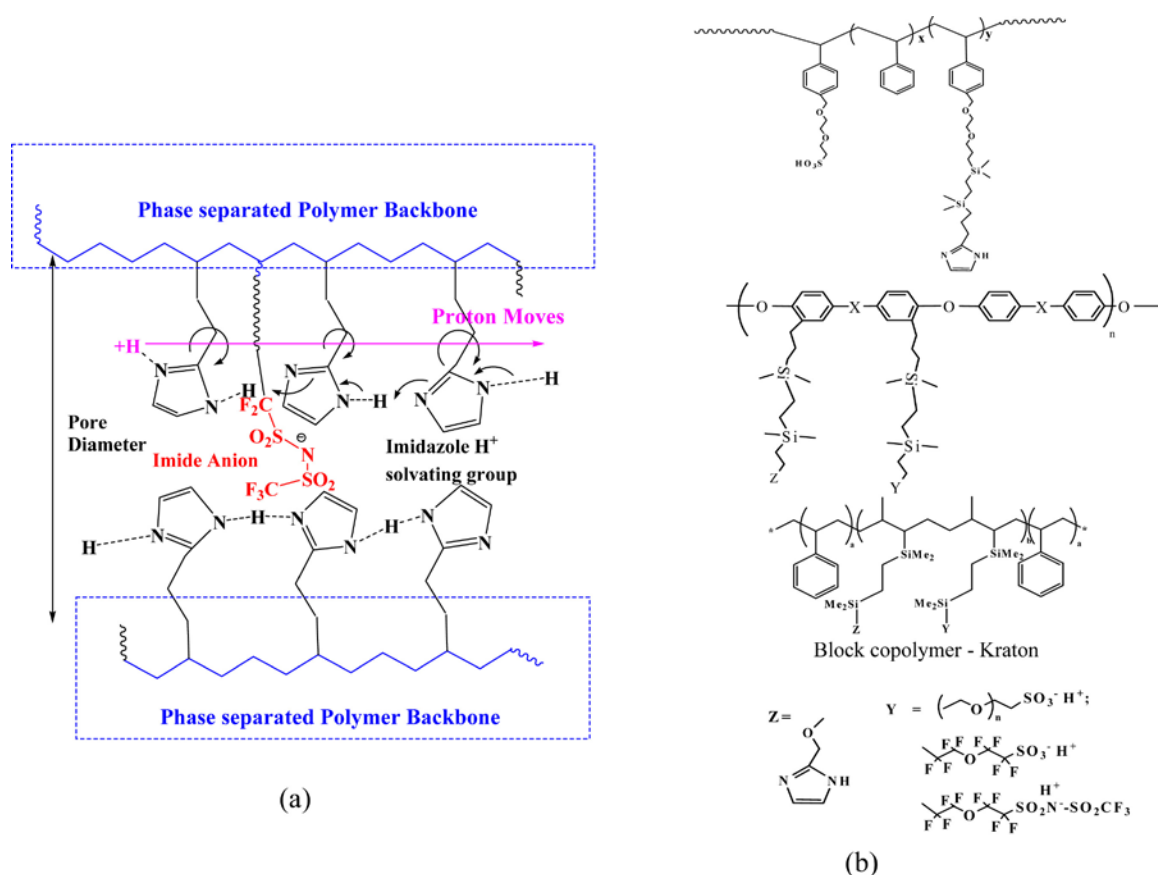 Phase separated Polymer Backbone
Proton Moves
+H
N
N
H
N
N
H
N
N
H
F₂C
O₂S
⊖
N
SO₂
F₃C
Pore
Diameter
Imide Anion
Imidazole H⁺
solvating group
H
N
N
H
N
N
H
N
N
Phase separated Polymer Backbone
(a)
x
y
O
O
HO₃S
O
O
Si
Si
N
NH
O
X
O
X
O
n
Si
Si
Si
Si
Z
Y
n
a
b
a
n
SiMe₂
SiMe₂
Me₂Si
Me₂Si
Z
Y
Block copolymer - Kraton
Z =
O
N
NH
Y = ( O )n SO₃⁻ H⁺;
F F F F
O SO₃⁻ H⁺
F F F F
H⁺
F F F F
O SO₂N⁻-SO₂CF₃
F F F F
(b)